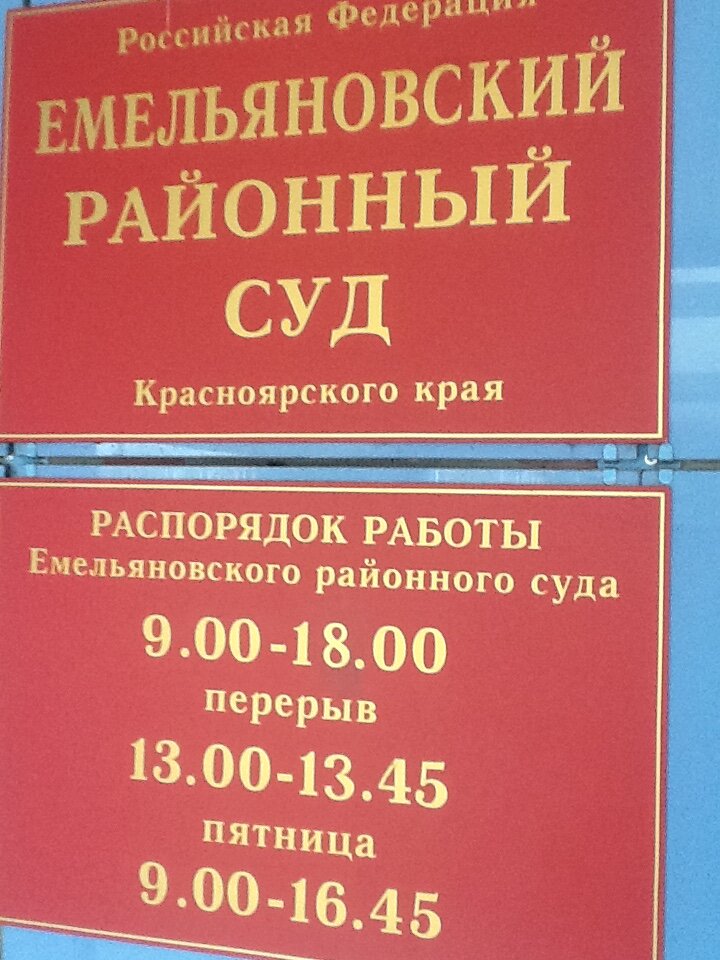 Российская Федерация
ЕМЕЛЬЯНОВСКИЙ
РАЙОННЫЙ
СУД
Красноярского края
РАСПОРЯДОК РАБОТЫ
Емельяновского районного суда
9.00-18.00
перерыв
13.00-13.45
пятница
9.00-16.45